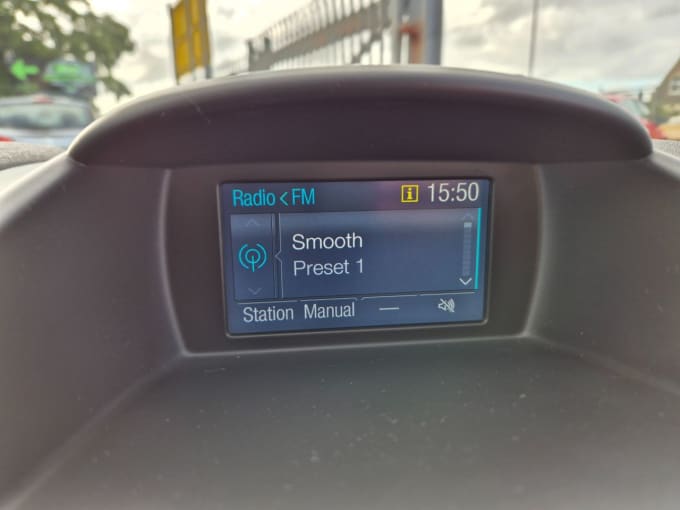 Radio < FM
i 15:50
Smooth
Preset 1
Station Manual